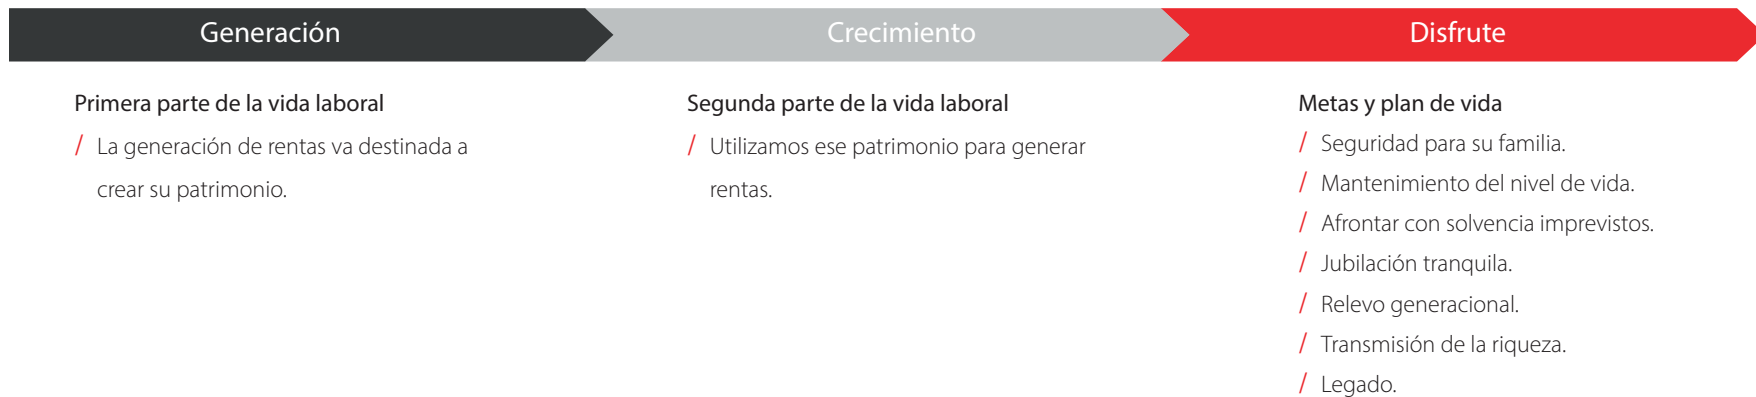 Generación
Crecimiento
Disfrute
Primera parte de la vida laboral
/ La generación de rentas va destinada a
crear su patrimonio.
Segunda parte de la vida laboral
/ Utilizamos ese patrimonio para generar
rentas.
Metas y plan de vida
/ Seguridad para su familia.
/ Mantenimiento del nivel de vida.
/ Afrontar con solvencia imprevistos.
/ Jubilación tranquila.
/ Relevo generacional.
/ Transmisión de la riqueza.
/ Legado.